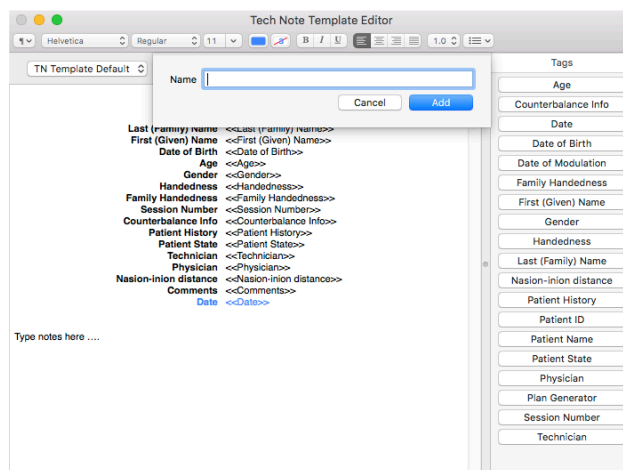 Tech Note Template Editor
Helvetica Regular 11 a B I U 1.0
TN Template Default
Name
Cancel Add
Last (Family) Name <<Last (Family) Name>>
First (Given) Name <<First (Given) Name>>
Date of Birth <<Date of Birth>>
Age <<Age>>
Gender <<Gender>>
Handedness <<Handedness>>
Family Handedness <<Family Handedness>>
Session Number <<Session Number>>
Counterbalance Info <<Counterbalance Info>>
Patient History <<Patient History>>
Patient State <<Patient State>>
Technician <<Technician>>
Physician <<Physician>>
Nasion-inion distance <<Nasion-inion distance>>
Comments <<Comments>>
Date <<Date>>
Type notes here ....
Tags
Age
Counterbalance Info
Date
Date of Birth
Date of Modulation
Family Handedness
First (Given) Name
Gender
Handedness
Last (Family) Name
Nasion-inion distance
Patient History
Patient ID
Patient Name
Patient State
Physician
Plan Generator
Session Number
Technician